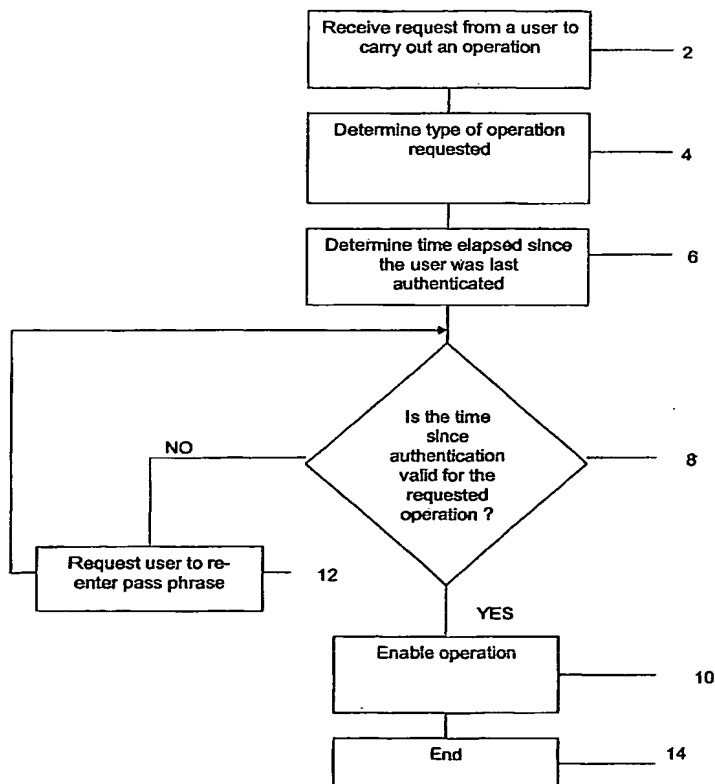 Receive request from a user to
carry out an operation
2
Determine type of operation
requested
4
Determine time elapsed since
the user was last
authenticated
6
Is the time
since
authentication
valid for the
requested
operation ?
8
NO
Request user to re-
enter pass phrase
12
YES
Enable operation
10
End
14